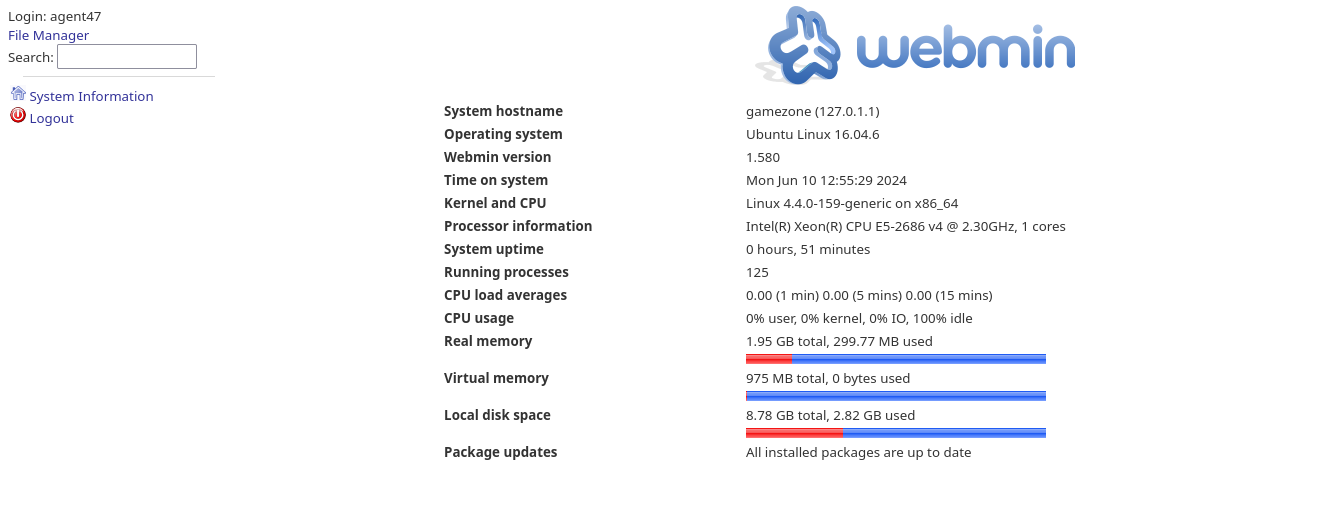 Login: agent47
File Manager
Search:
System Information
Logout
webmin
System hostname gamezone (127.0.1.1)
Operating system Ubuntu Linux 16.04.6
Webmin version 1.580
Time on system Mon Jun 10 12:55:29 2024
Kernel and CPU Linux 4.4.0-159-generic on x86_64
Processor information Intel(R) Xeon(R) CPU E5-2686 v4 @ 2.30GHz, 1 cores
System uptime 0 hours, 51 minutes
Running processes 125
CPU load averages 0.00 (1 min) 0.00 (5 mins) 0.00 (15 mins)
CPU usage 0% user, 0% kernel, 0% IO, 100% idle
Real memory 1.95 GB total, 299.77 MB used
Virtual memory 975 MB total, 0 bytes used
Local disk space 8.78 GB total, 2.82 GB used
Package updates All installed packages are up to date